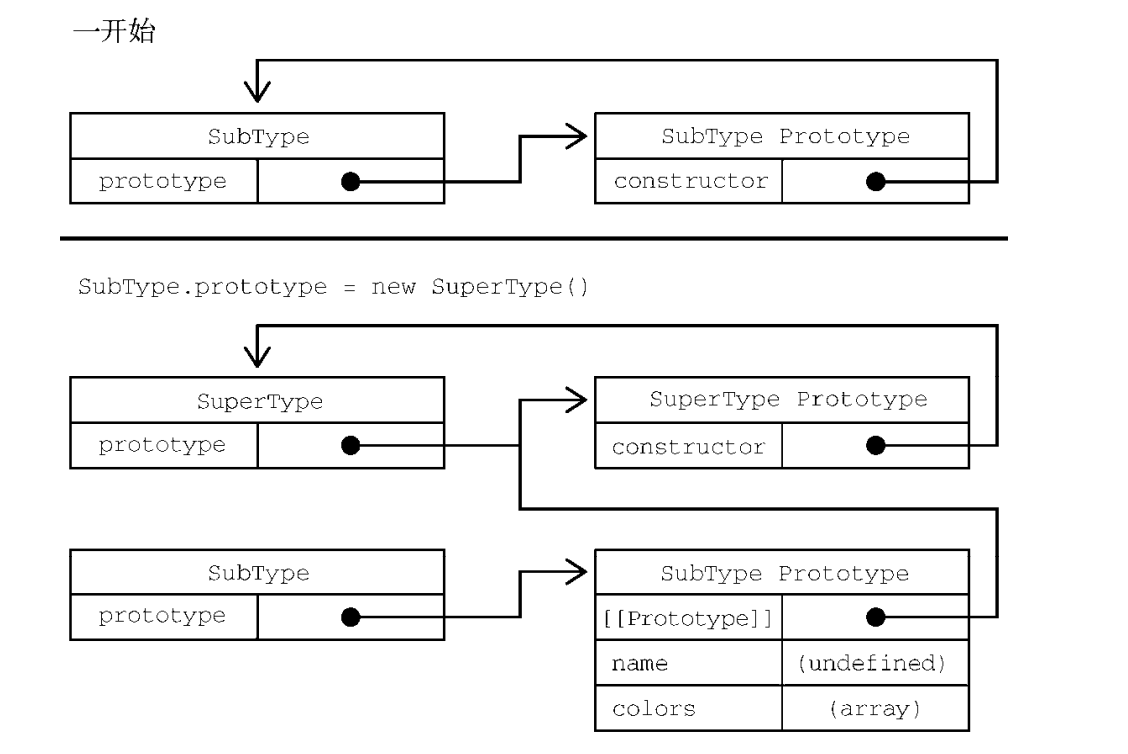 一开始
SubType
SubType Prototype
prototype
constructor
SubType.prototype = new SuperType()
SuperType
SuperType Prototype
prototype
constructor
SubType
SubType Prototype
prototype
[[Prototype]]
name
(undefined)
colors
(array)